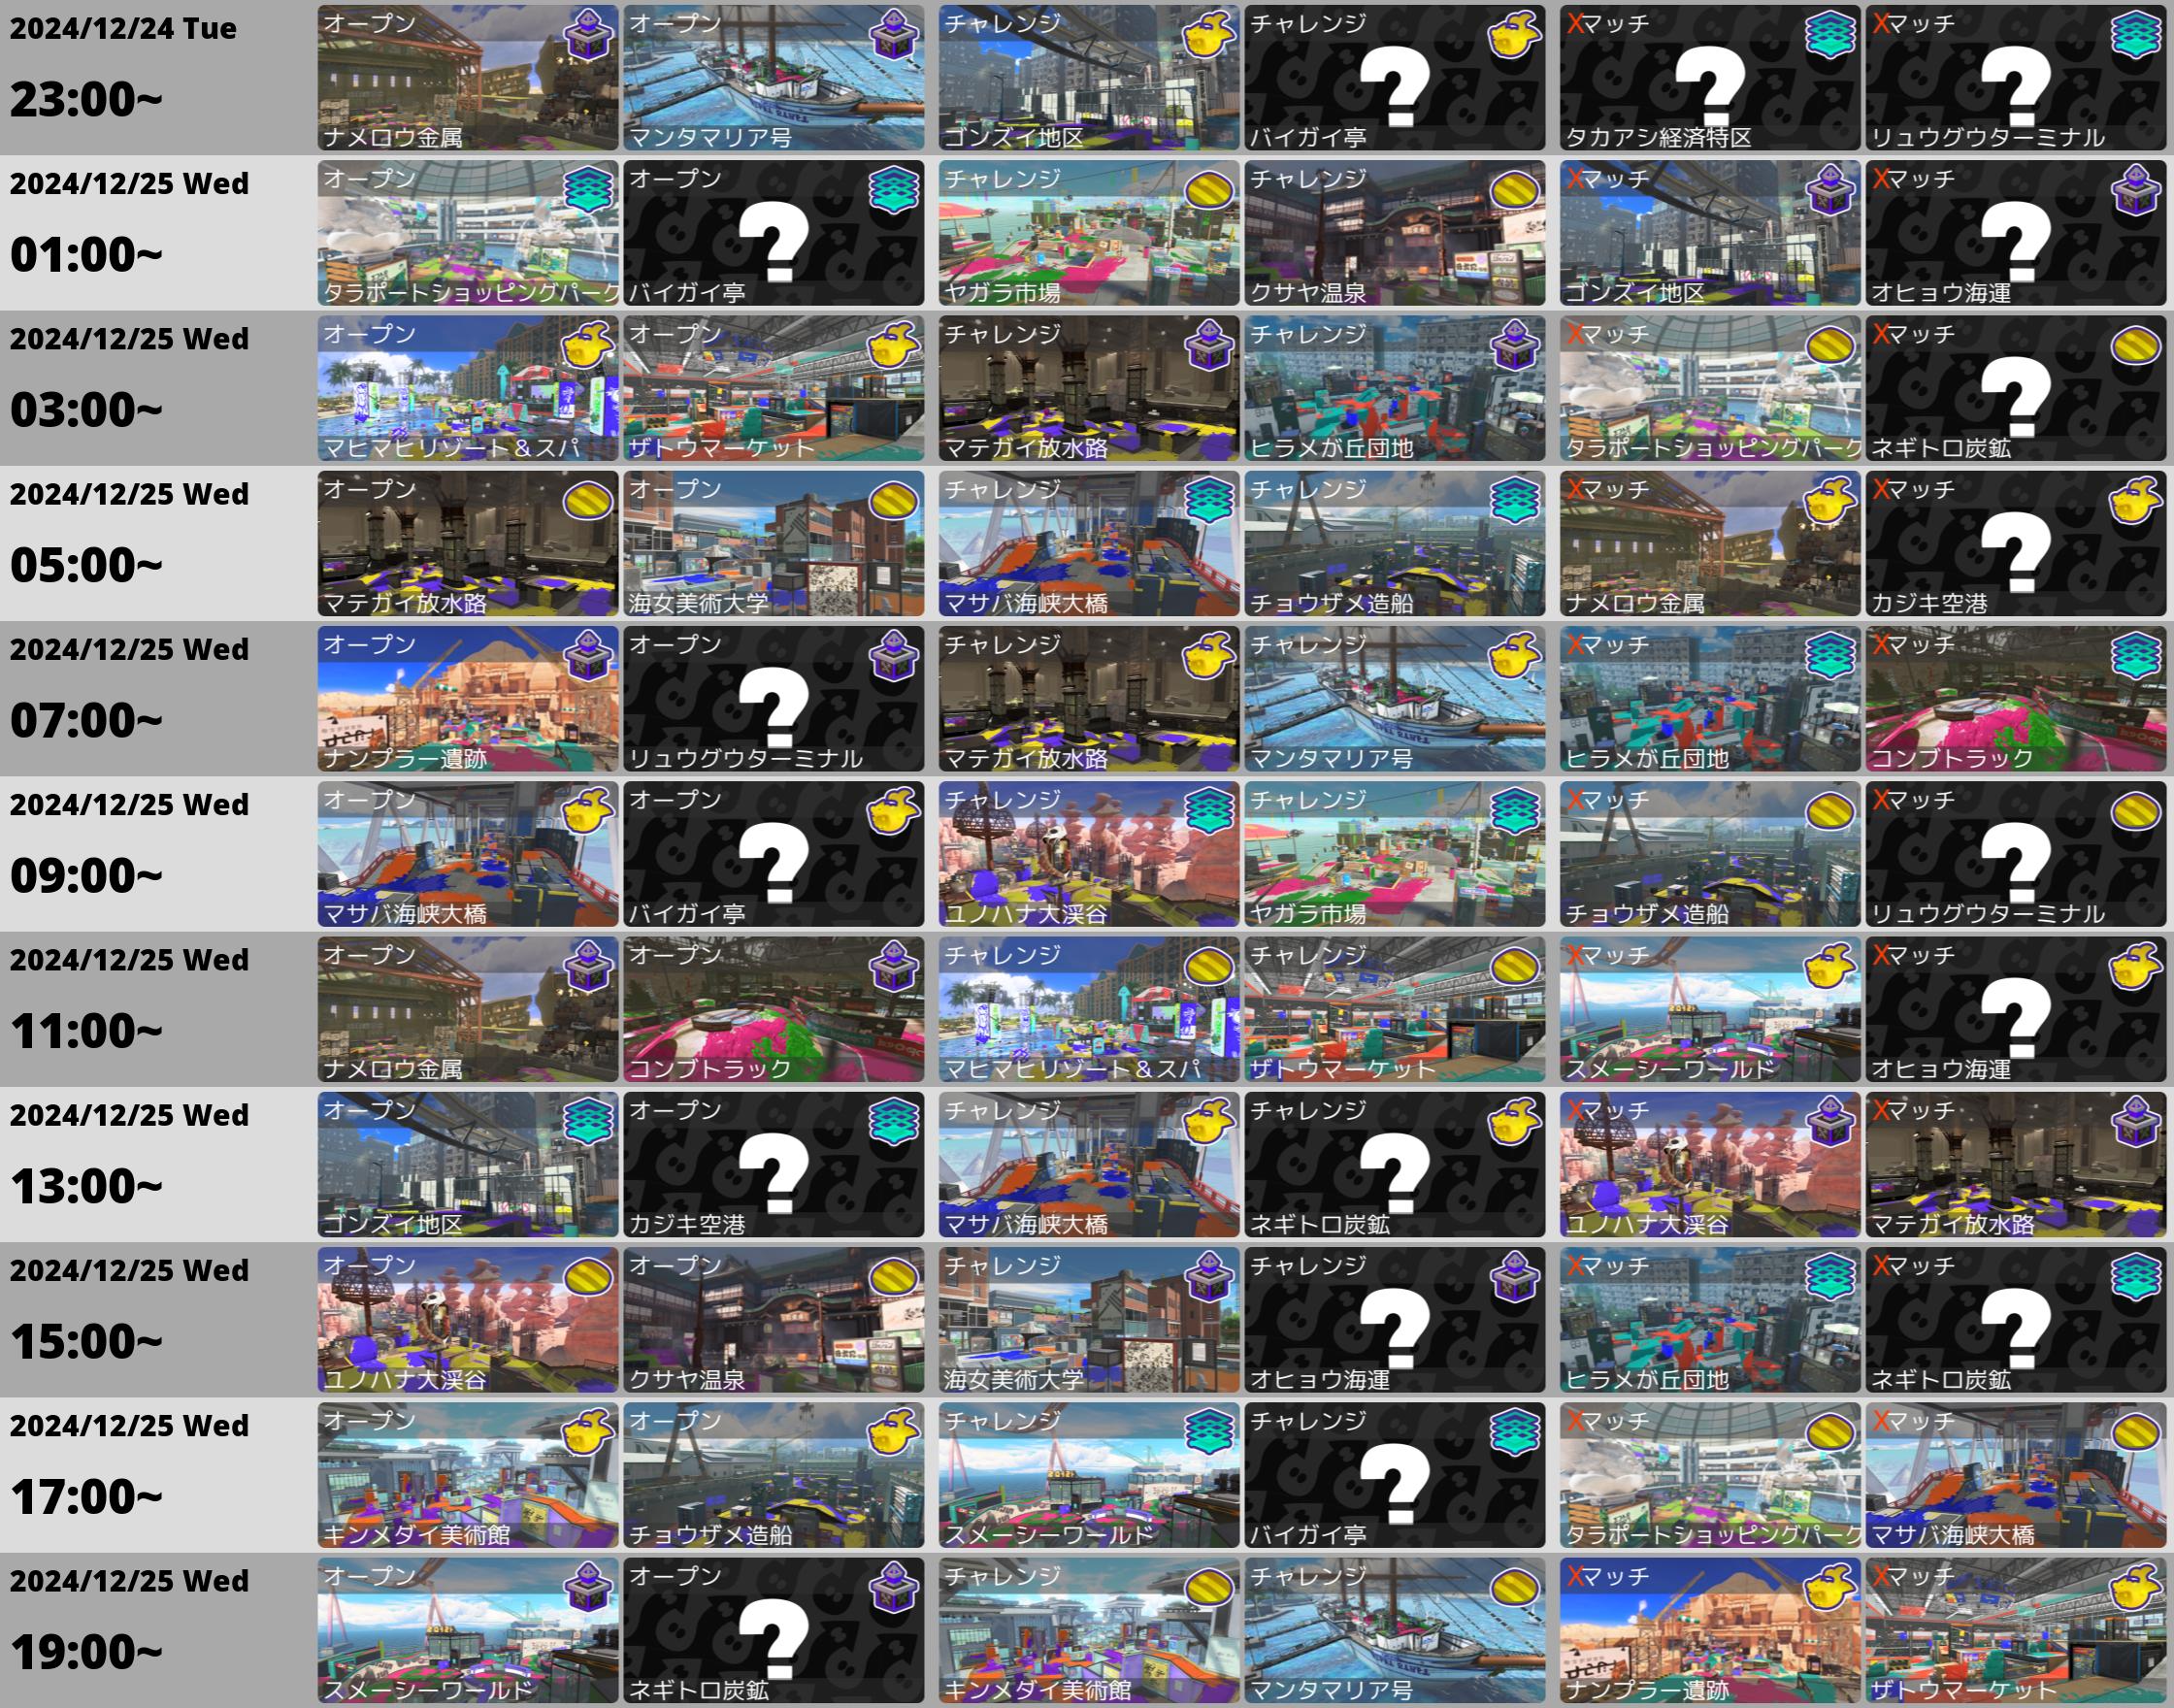 2024/12/24 Tue
23:00~
オープン
ナメロウ金属
オープン
マンタマリア号
チャレンジ
ゴンズイ地区
チャレンジ
バイガイ亭
Xマッチ
タカアシ経済特区
Xマッチ
リュウグウターミナル
2024/12/25 Wed
01:00~
オープン
タラポートショッピングパーク
オープン
バイガイ亭
チャレンジ
ヤガラ市場
チャレンジ
クサヤ温泉
Xマッチ
ゴンズイ地区
Xマッチ
オヒョウ海運
2024/12/25 Wed
03:00~
オープン
マヒマヒリゾート&スパ
オープン
ザトウマーケット
チャレンジ
マテガイ放水路
チャレンジ
ヒラメが丘団地
Xマッチ
タラポートショッピングパーク
Xマッチ
ネギトロ炭鉱
2024/12/25 Wed
05:00~
オープン
マテガイ放水路
オープン
海女美術大学
チャレンジ
マサバ海峡大橋
チャレンジ
チョウザメ造船
Xマッチ
ナメロウ金属
Xマッチ
カジキ空港
2024/12/25 Wed
07:00~
オープン
ナンプラー遺跡
オープン
リュウグウターミナル
チャレンジ
マテガイ放水路
チャレンジ
マンタマリア号
Xマッチ
ヒラメが丘団地
Xマッチ
コンブトラック
2024/12/25 Wed
09:00~
オープン
マサバ海峡大橋
オープン
バイガイ亭
チャレンジ
ユノハナ大渓谷
チャレンジ
ヤガラ市場
Xマッチ
チョウザメ造船
Xマッチ
リュウグウターミナル
2024/12/25 Wed
11:00~
オープン
ナメロウ金属
オープン
コンブトラック
チャレンジ
マヒマヒリゾート&スパ
チャレンジ
ザトウマーケット
Xマッチ
スメーシーワールド
Xマッチ
オヒョウ海運
2024/12/25 Wed
13:00~
オープン
ゴンズイ地区
オープン
カジキ空港
チャレンジ
マサバ海峡大橋
チャレンジ
ネギトロ炭鉱
Xマッチ
ユノハナ大渓谷
Xマッチ
マテガイ放水路
2024/12/25 Wed
15:00~
オープン
ユノハナ大渓谷
オープン
クサヤ温泉
チャレンジ
海女美術大学
チャレンジ
オヒョウ海運
Xマッチ
ヒラメが丘団地
Xマッチ
ネギトロ炭鉱
2024/12/25 Wed
17:00~
オープン
キンメダイ美術館
オープン
チョウザメ造船
チャレンジ
スメーシーワールド
チャレンジ
バイガイ亭
Xマッチ
タラポートショッピングパーク
Xマッチ
マサバ海峡大橋
2024/12/25 Wed
19:00~
オープン
スメーシーワールド
オープン
ネギトロ炭鉱
チャレンジ
キンメダイ美術館
チャレンジ
マンタマリア号
Xマッチ
ナンプラー遺跡
Xマッチ
ザトウマーケット